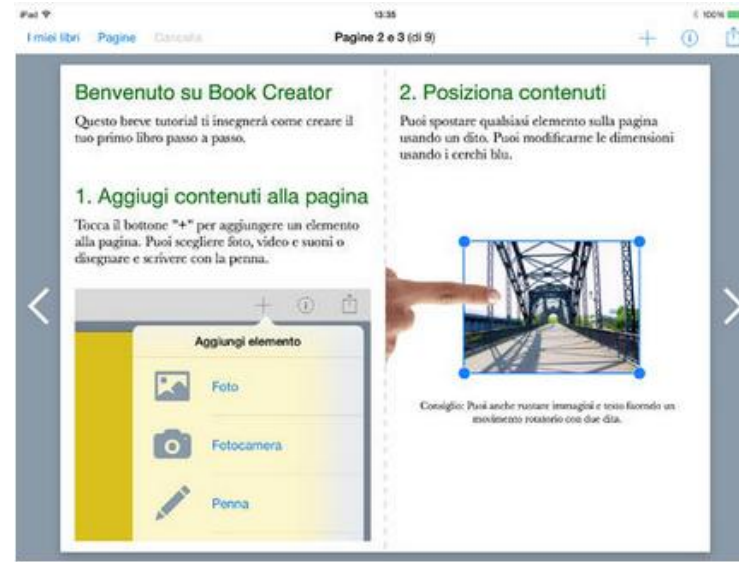 iPad
13:35
100%
I miei libri Pagine Cancella
Pagine 2 e 3 (di 9)
Benvenuto su Book Creator
Questo breve tutorial ti insegnerà come creare il
tuo primo libro passo a passo.
1. Aggiugi contenuti alla pagina
Tocca il bottone "+" per aggiungere un elemento
alla pagina. Puoi scegliere foto, video e suoni o
disegnare e scrivere con la penna.
Aggiungi elemento
Foto
Fotocamera
Penna
2. Posiziona contenuti
Puoi spostare qualsiasi elemento sulla pagina
usando un dito. Puoi modificarne le dimensioni
usando i cerchi blu.
Consiglio: Puoi anche ruotare immagini e testo facendo un
movimento rotatorio con due dita.